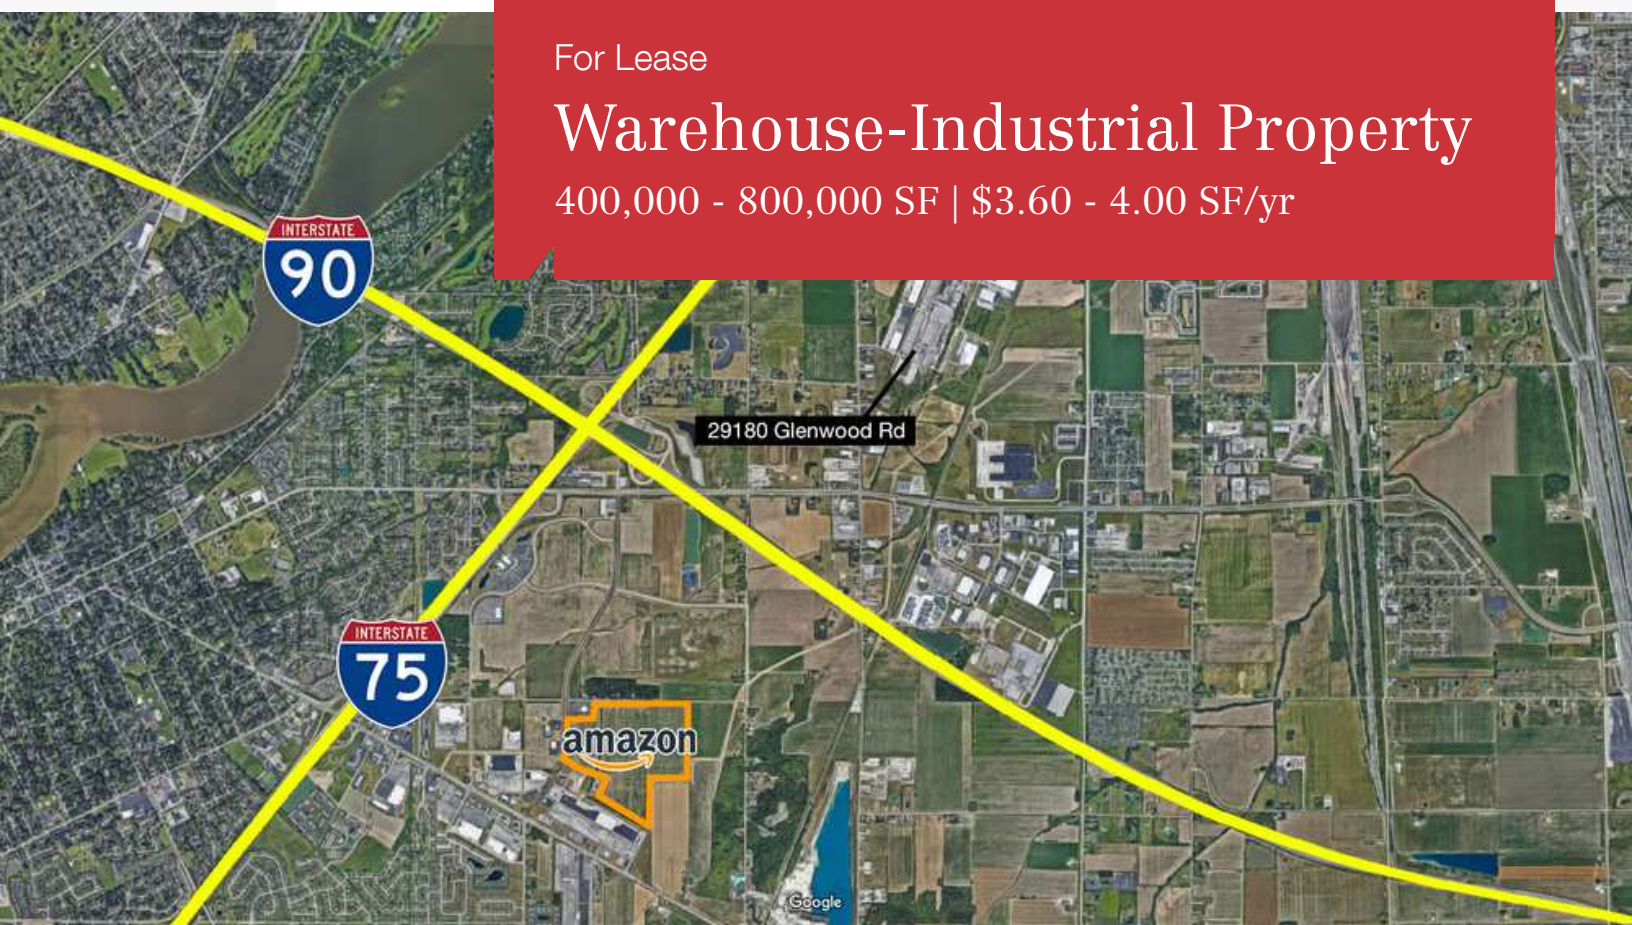 For Lease
Warehouse-Industrial Property
400,000 - 800,000 SF | $3.60 - 4.00 SF/yr
INTERSTATE
90
29180 Glenwood Rd
INTERSTATE
75
amazon
Google